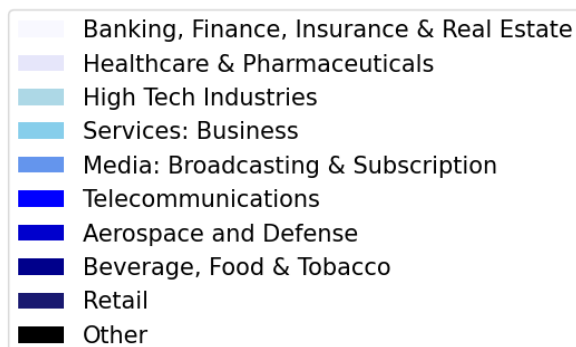 Banking, Finance, Insurance & Real Estate
Healthcare & Pharmaceuticals
High Tech Industries
Services: Business
Media: Broadcasting & Subscription
Telecommunications
Aerospace and Defense
Beverage, Food & Tobacco
Retail
Other